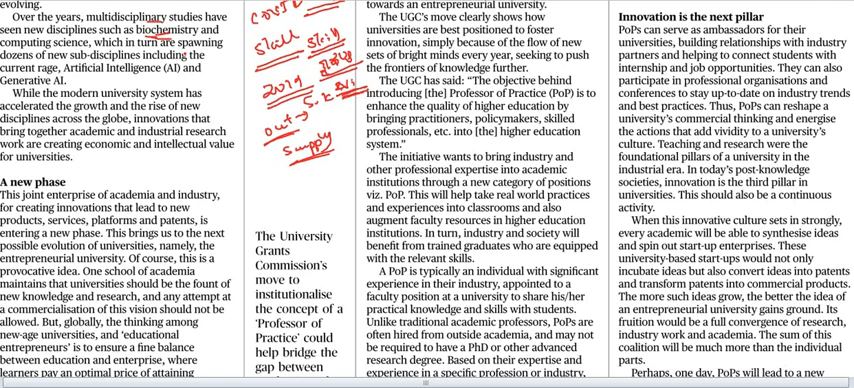 evolving.
Over the years, multidisciplinary studies have
seen new disciplines such as biochemistry and
computing science, which in turn are spawning
dozens of new sub-disciplines including the
current rage, Artificial Intelligence (AI) and
Generative AI.
While the modern university system has
accelerated the growth and the rise of new
disciplines across the globe, innovations that
bring together academic and industrial research
work are creating economic and intellectual value
for universities.
A new phase
This joint enterprise of academia and industry,
for creating innovations that lead to new
products, services, platforms and patents, is
entering a new phase. This brings us to the next
possible evolution of universities, namely, the
entrepreneurial university. Of course, this is a
provocative idea. One school of academia
maintains that universities should be the fount of
new knowledge and research, and any attempt at
a commercialisation of this vision should not be
allowed. But, globally, the thinking among
new-age universities, and ‘educational
entrepreneurs’ is to ensure a fine balance
between education and enterprise, where
learners pay an optimal price of attaining
out →
supply
The University
Grants
Commission’s
move to
institutionalise
the concept of a
‘Professor of
Practice’ could
help bridge the
gap between
towards an entrepreneurial university.
The UGC’s move clearly shows how
universities are best positioned to foster
innovation, simply because of the flow of new
sets of bright minds every year, seeking to push
the frontiers of knowledge further.
The UGC has said: “The objective behind
introducing [the] Professor of Practice (PoP) is to
enhance the quality of higher education by
bringing practitioners, policymakers, skilled
professionals, etc. into [the] higher education
system.”
The initiative wants to bring industry and
other professional expertise into academic
institutions through a new category of positions
viz. PoP. This will help take real world practices
and experiences into classrooms and also
augment faculty resources in higher education
institutions. In turn, industry and society will
benefit from trained graduates who are equipped
with the relevant skills.
A PoP is typically an individual with significant
experience in their industry, appointed to a
faculty position at a university to share his/her
practical knowledge and skills with students.
Unlike traditional academic professors, PoPs are
often hired from outside academia, and may not
be required to have a PhD or other advanced
research degree. Based on their expertise and
experience in a specific profession or industry,
Innovation is the next pillar
PoPs can serve as ambassadors for their
universities, building relationships with industry
partners and helping to connect students with
internship and job opportunities. They can also
participate in professional organisations and
conferences to stay up-to-date on industry trends
and best practices. Thus, PoPs can reshape a
university’s commercial thinking and energise
the actions that add vividity to a university’s
culture. Teaching and research were the
foundational pillars of a university in the
industrial era. In today’s post-knowledge
societies, innovation is the third pillar in
universities. This should also be a continuous
activity.
When this innovative culture sets in strongly,
every academic will be able to synthesise ideas
and spin out start-up enterprises. These
university-based start-ups would not only
incubate ideas but also convert ideas into patents
and transform patents into commercial products.
The more such ideas grow, the better the idea of
an entrepreneurial university gains ground. Its
fruition would be a full convergence of research,
industry work and academia. The sum of this
coalition will be much more than the individual
parts.
Perhaps, one day, PoPs will lead to a new